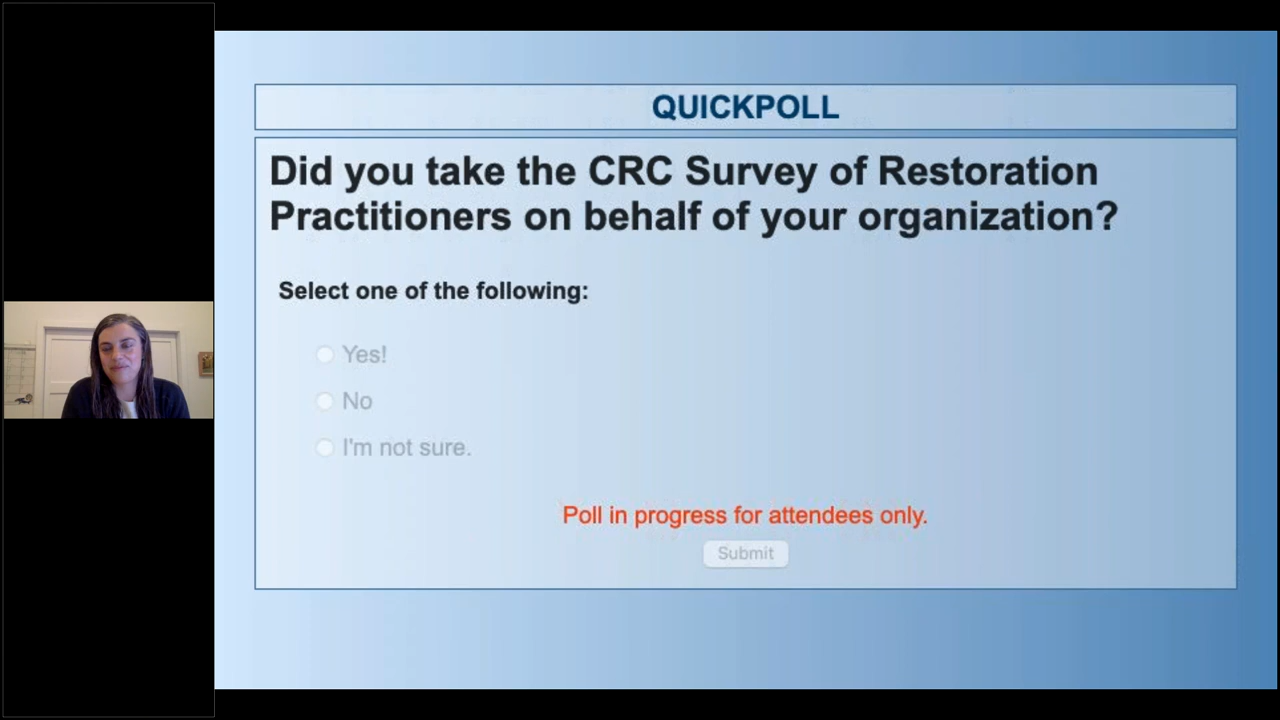 QUICKPOLL
Did you take the CRC Survey of Restoration
Practitioners on behalf of your organization?
Select one of the following:
Yes!
No
I'm not sure.
Poll in progress for attendees only.
Submit